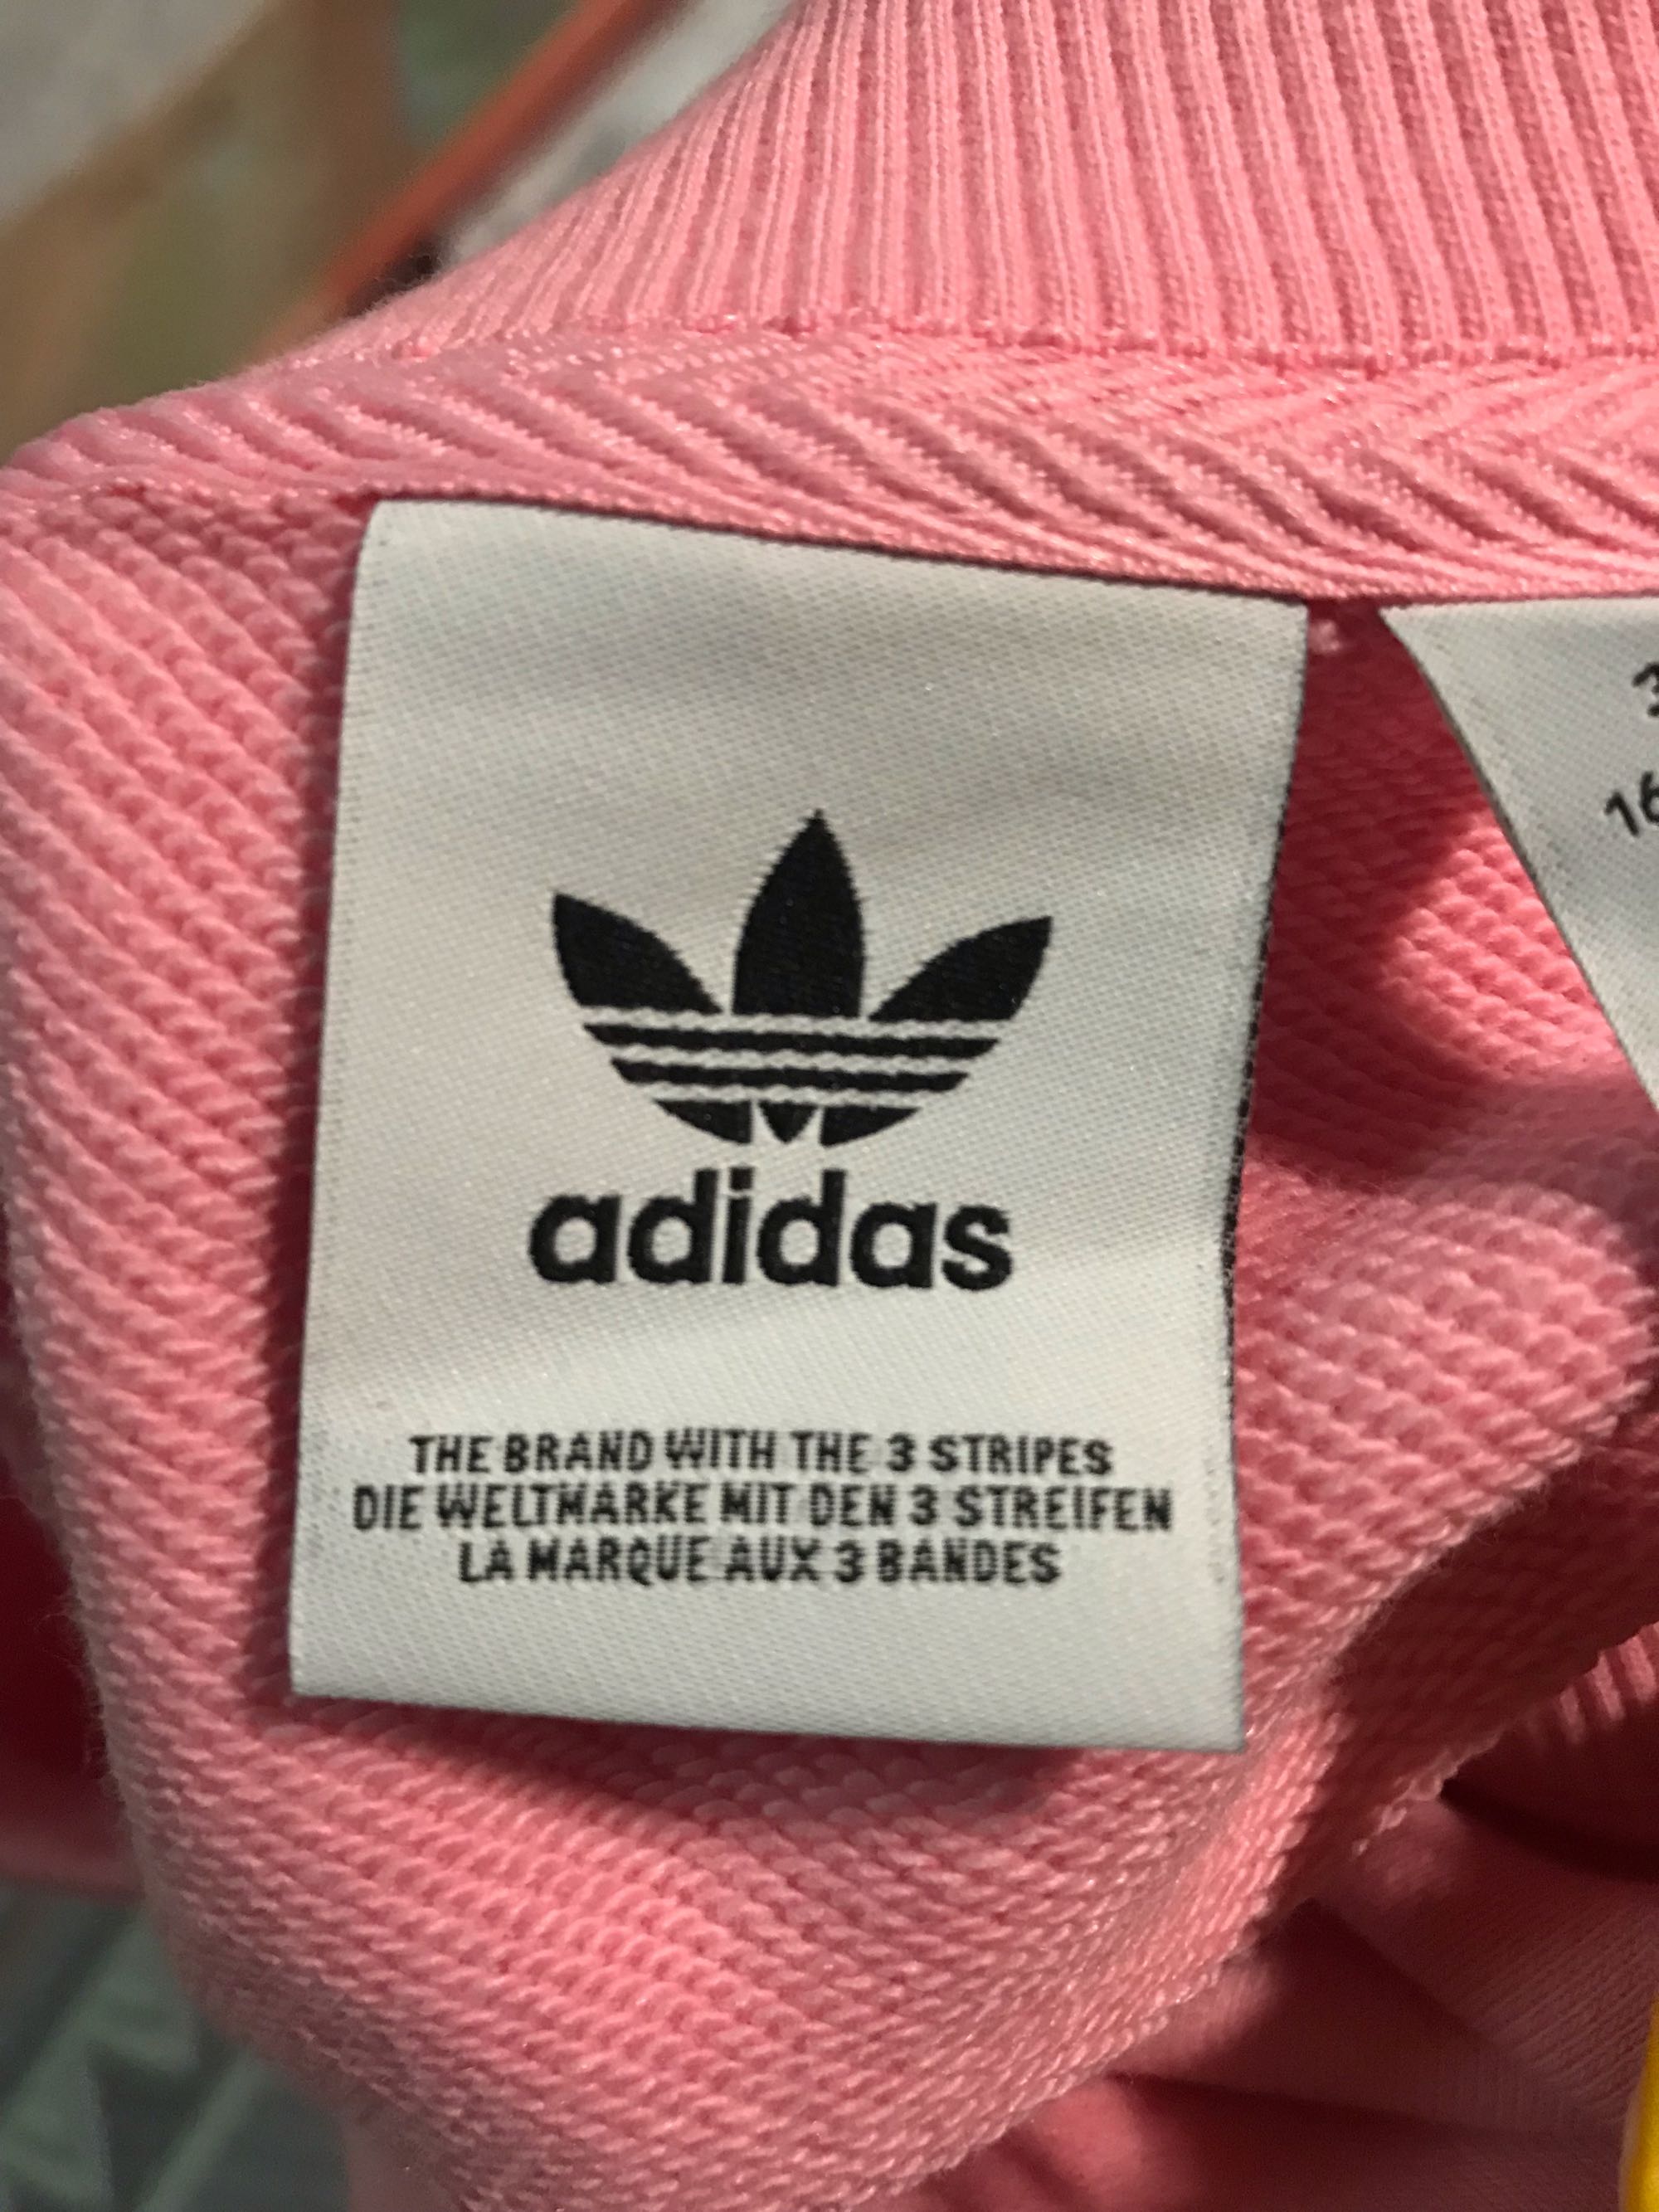 adidas
THE BRAND WITH THE 3 STRIPES
DIE WELTMARKE MIT DEN 3 STREIFEN
LA MARQUE AUX 3 BANDES